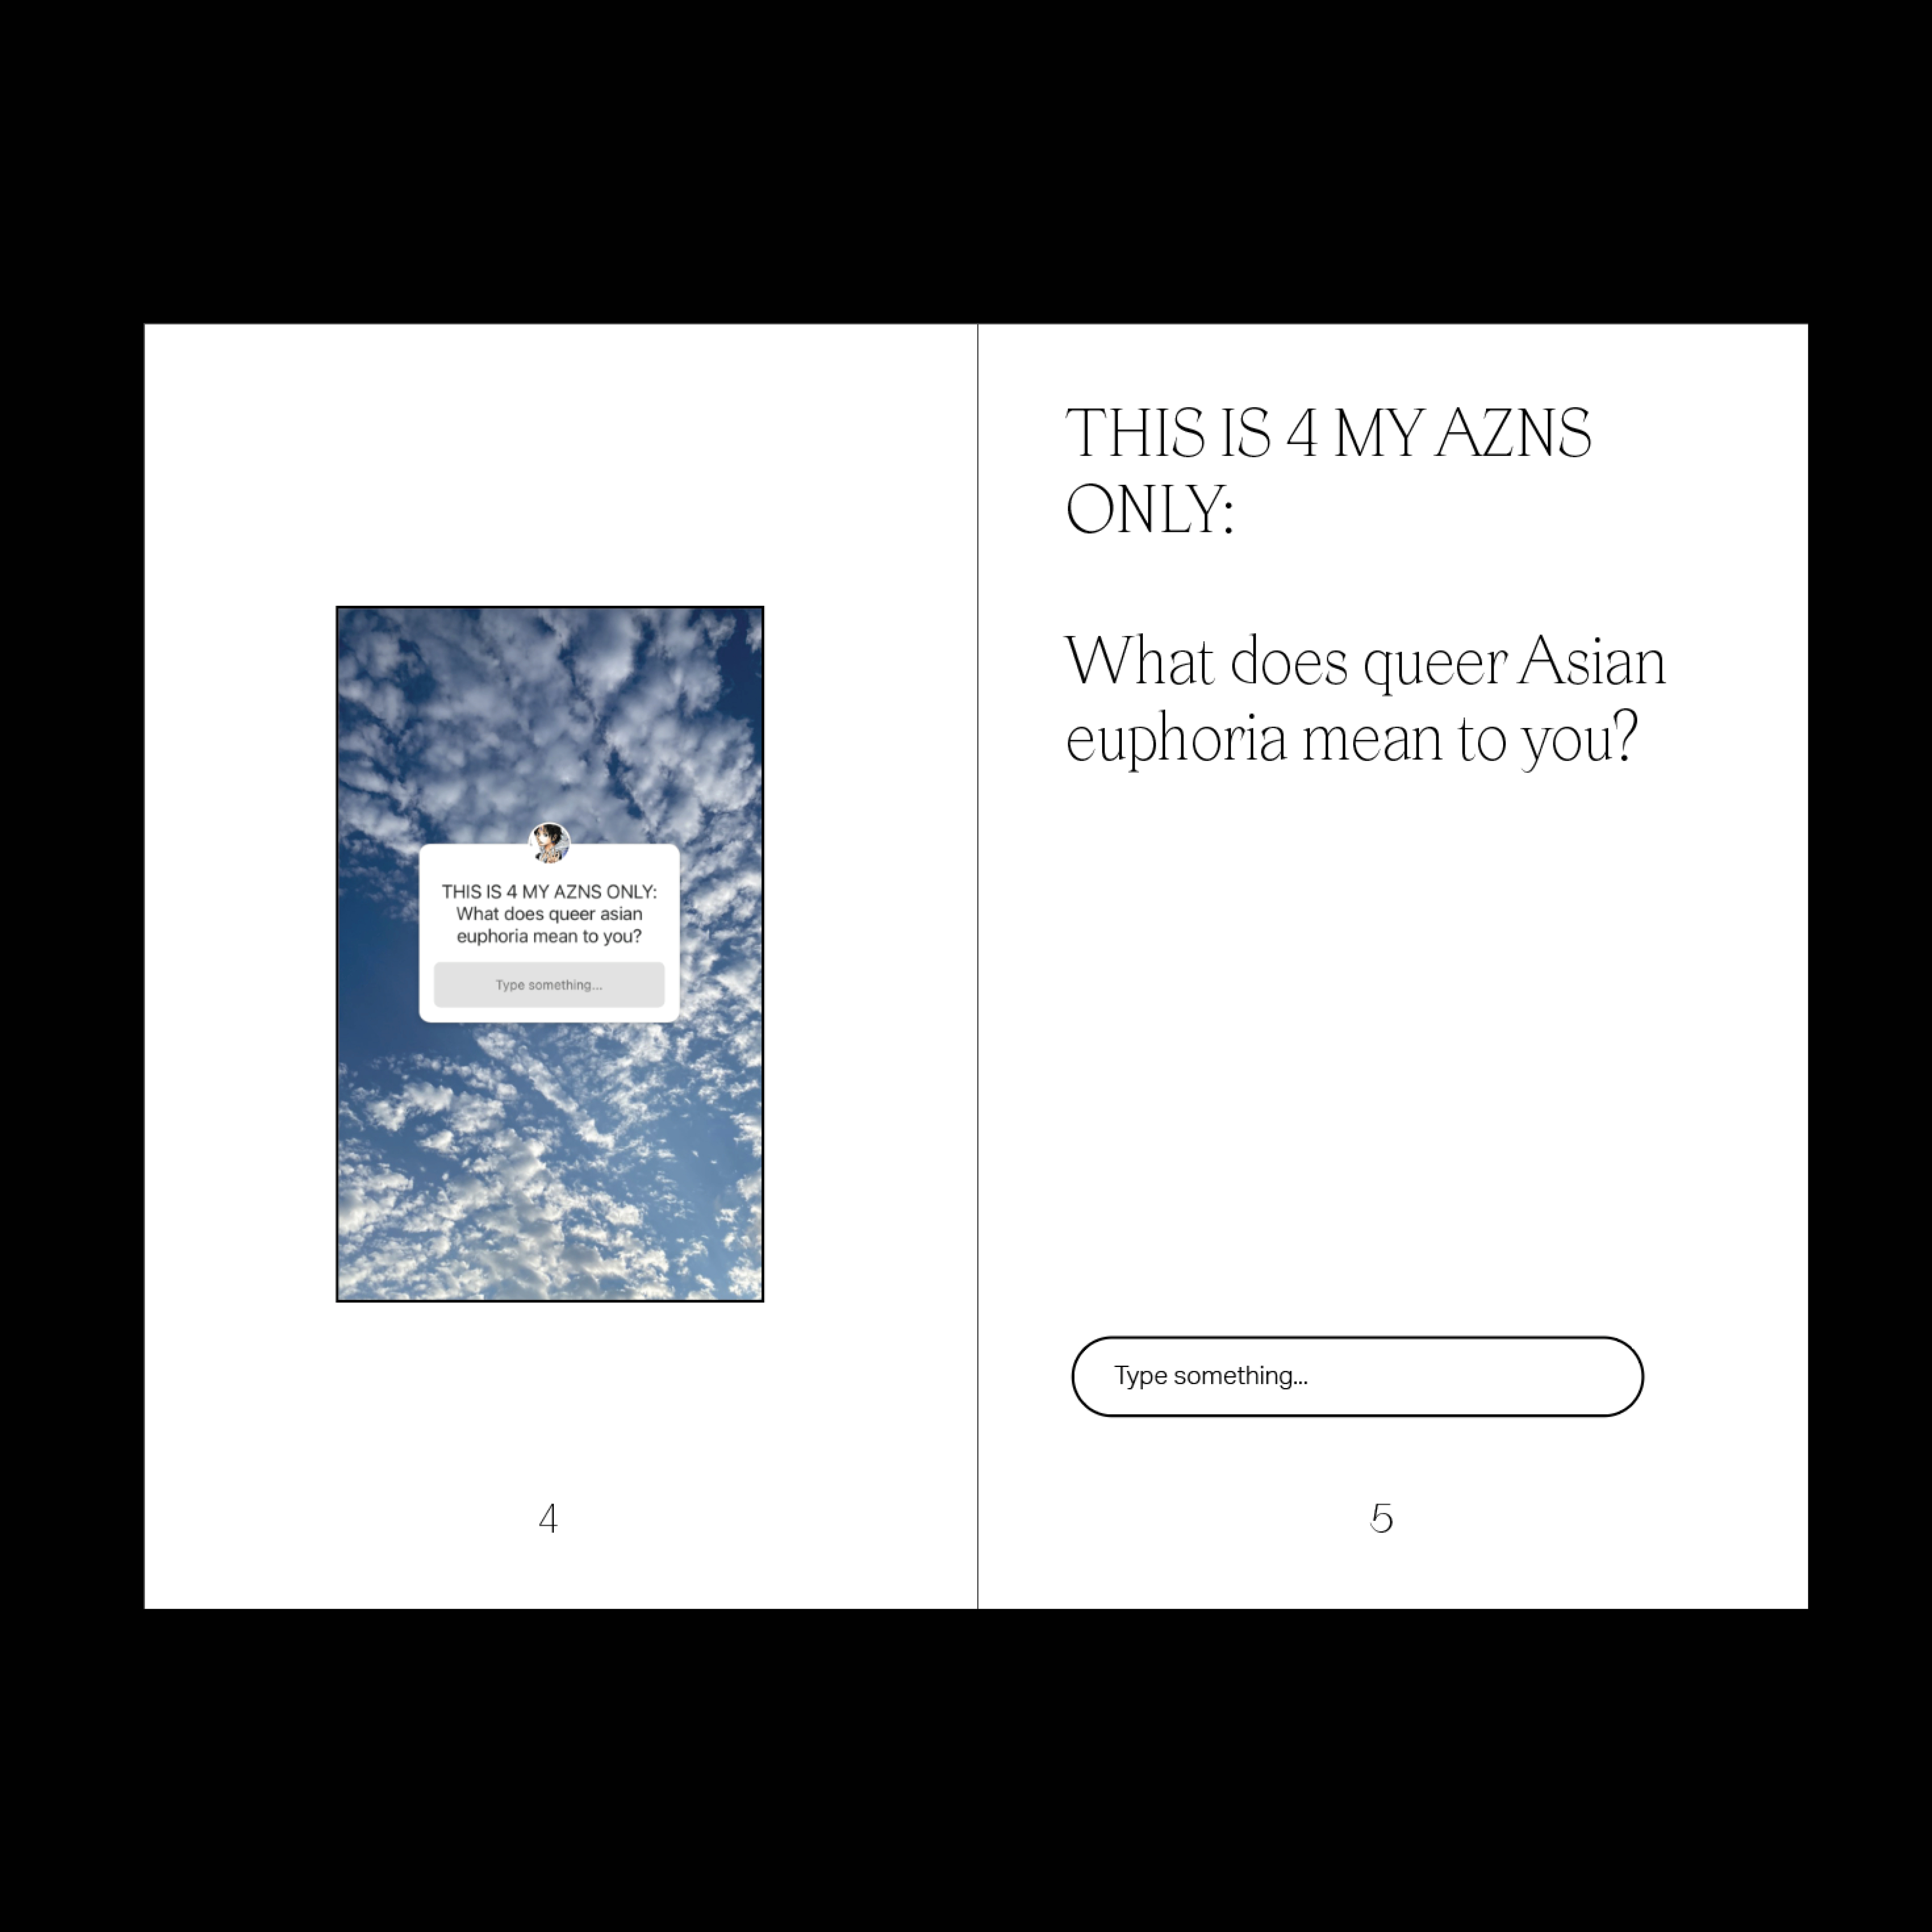 THIS IS 4 MY AZNS ONLY:
What does queer asian
euphoria mean to you?
Type something...
4
THIS IS 4 MY AZNS
ONLY:
What does queer Asian
euphoria mean to you?
Type something...
5